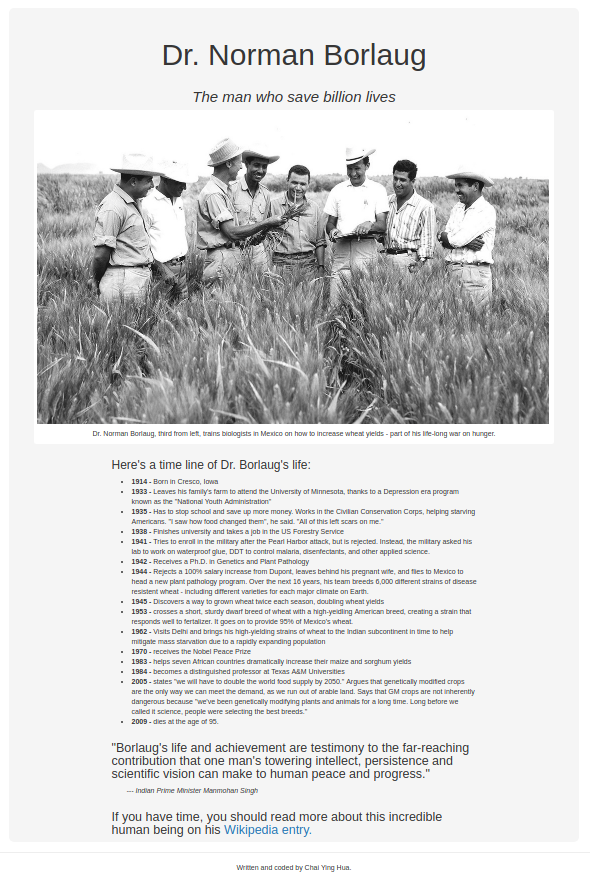 Dr. Norman Borlaug
The man who save billion lives
Dr. Norman Borlaug, third from left, trains biologists in Mexico on how to increase wheat yields - part of his life-long war on hunger.
Here's a time line of Dr. Borlaug's life:
1914 - Born in Cresco, Iowa
1933 - Leaves his family's farm to attend the University of Minnesota, thanks to a Depression era program
known as the "National Youth Administration"
1935 - Has to stop school and save up more money. Works in the Civilian Conservation Corps, helping starving
Americans. "I saw how food changed them", he said. "All of this left scars on me."
1938 - Finishes university and takes a job in the US Forestry Service
1941 - Tries to enroll in the military after the Pearl Harbor attack, but is rejected. Instead, the military asked his
lab to work on waterproof glue, DDT to control malaria, disenfectants, and other applied science.
1942 - Receives a Ph.D. in Genetics and Plant Pathology
1944 - Rejects a 100% salary increase from Dupont, leaves behind his pregnant wife, and flies to Mexico to
head a new plant pathology program. Over the next 16 years, his team breeds 6,000 different strains of disease
resistent wheat - including different varieties for each major climate on Earth.
1945 - Discovers a way to grown wheat twice each season, doubling wheat yields
1953 - crosses a short, sturdy dwarf breed of wheat with a high-yeidling American breed, creating a strain that
responds well to fertalizer. It goes on to provide 95% of Mexico's wheat.
1962 - Visits Delhi and brings his high-yielding strains of wheat to the Indian subcontinent in time to help
mitigate mass starvation due to a rapidly expanding population
1970 - receives the Nobel Peace Prize
1983 - helps seven African countries dramatically increase their maize and sorghum yields
1984 - becomes a distinguished professor at Texas A&M Universities
2005 - states "we will have to double the world food supply by 2050." Argues that genetically modified crops
are the only way we can meet the demand, as we run out of arable land. Says that GM crops are not inherently
dangerous because "we've been genetically modifying plants and animals for a long time. Long before we
called it science, people were selecting the best breeds."
2009 - dies at the age of 95.
"Borlaug's life and achievement are testimony to the far-reaching
contribution that one man's towering intellect, persistence and
scientific vision can make to human peace and progress."
--- Indian Prime Minister Manmohan Singh
If you have time, you should read more about this incredible
human being on his Wikipedia entry.
Written and coded by Chai Ying Hua.